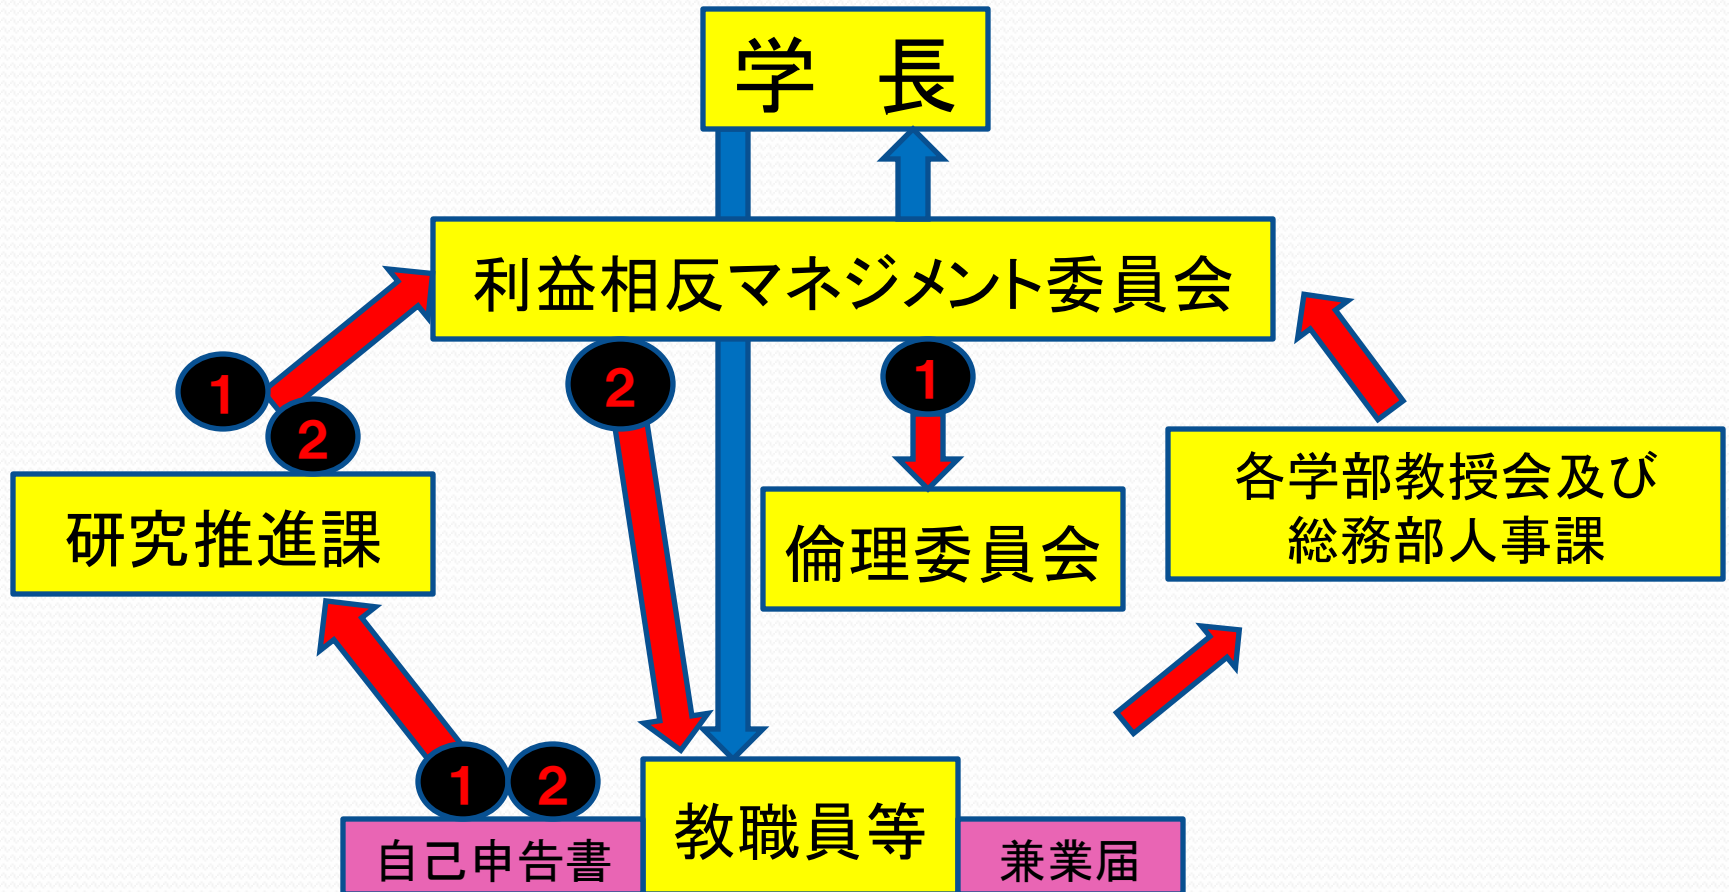 学　長
利益相反マネジメント委員会
1
2
2
1
研究推進課
倫理委員会
各学部教授会及び
総務部人事課
1
2
自己申告書
教職員等
兼業届